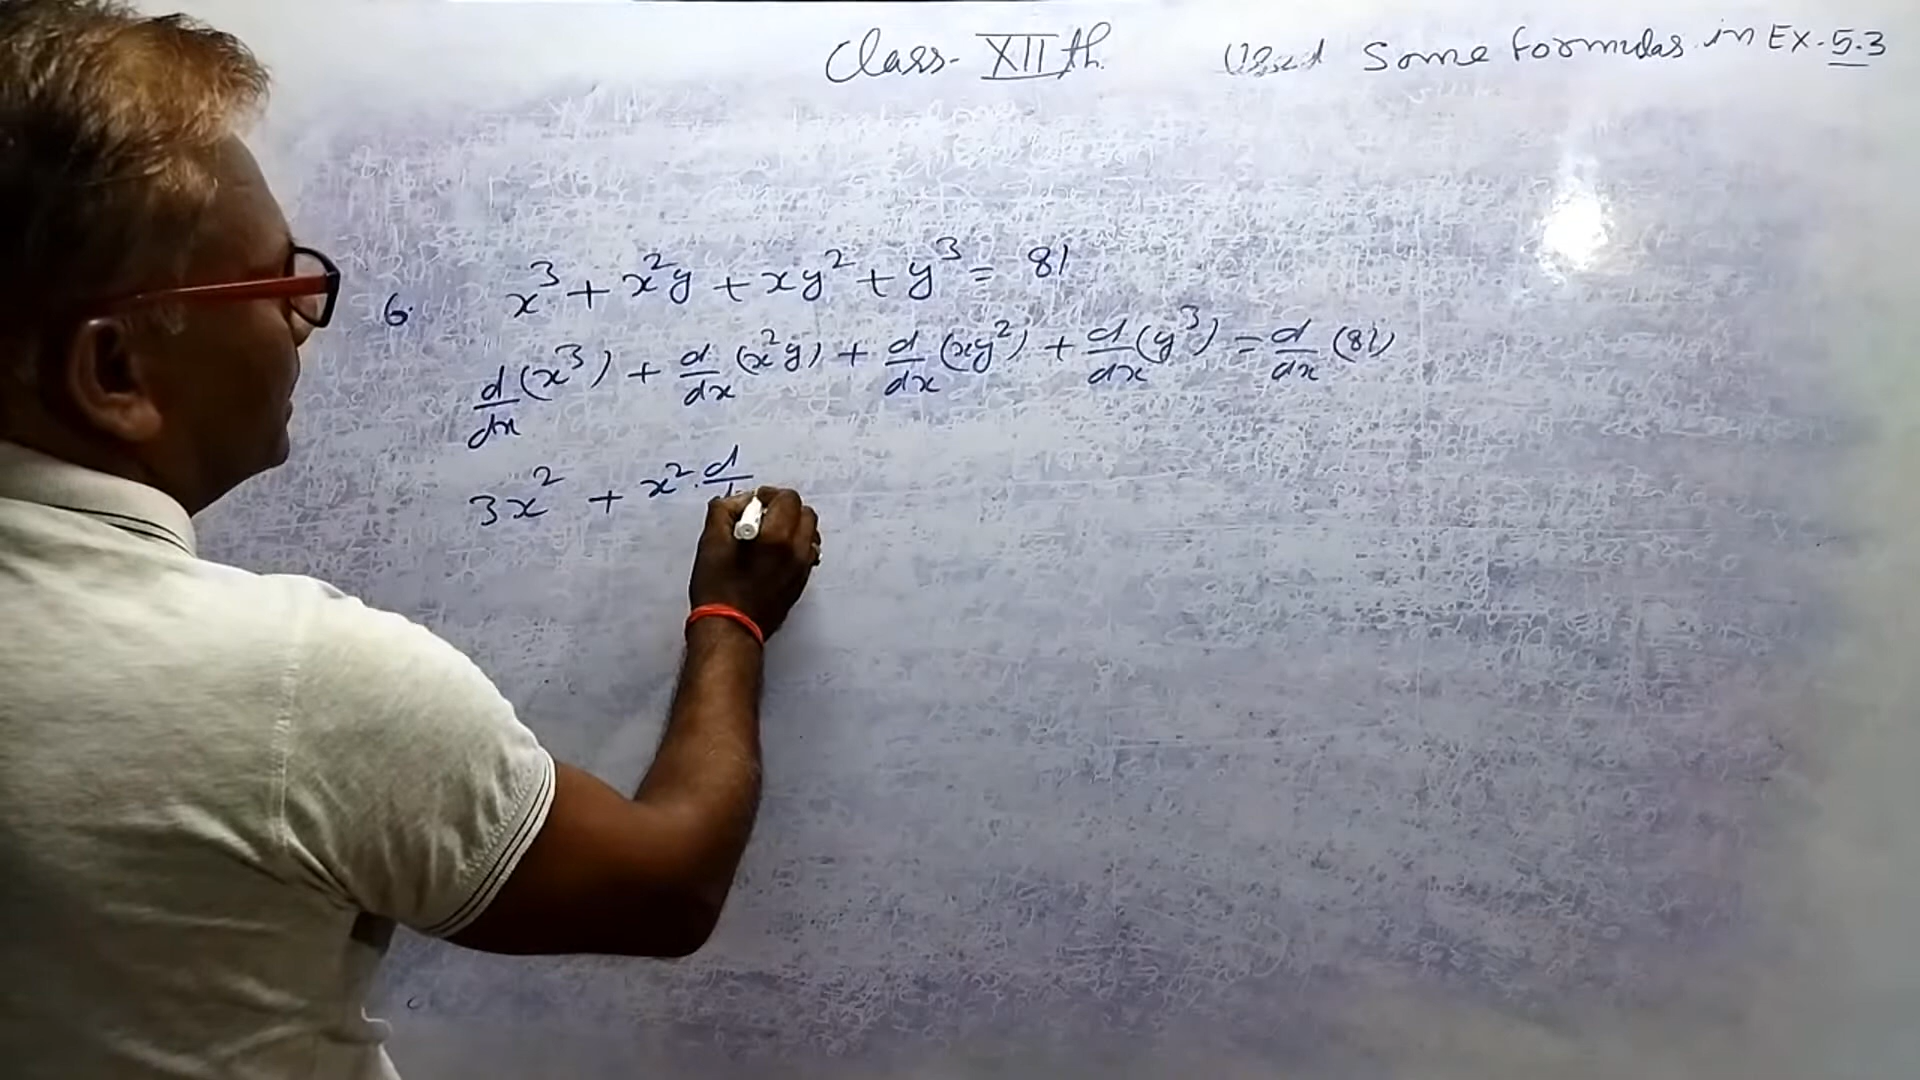 Class - XIIth Used Some formulas in Ex. 5.3
6. x³ + x²y + xy² + y³ = 81
d/dx (x³) + d/dx (x²y) + d/dx (xy²) + d/dx (y³) = d/dx (81)
3x² + x². d